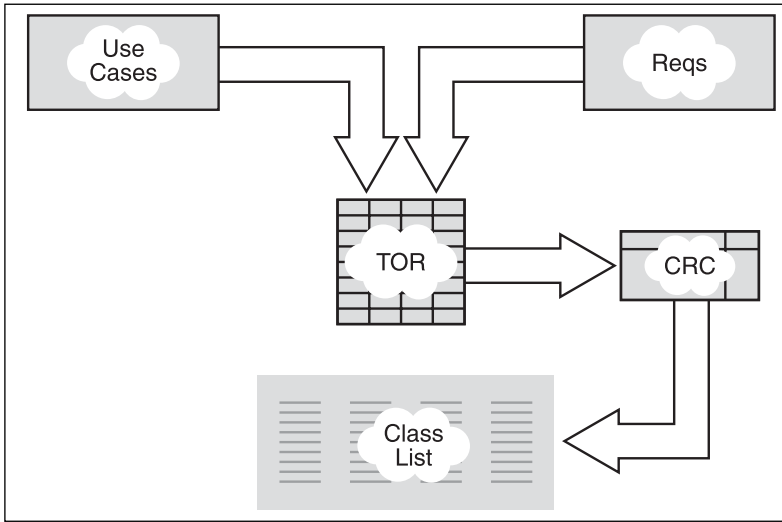 Use
Cases
Reqs
TOR
CRC
Class
List